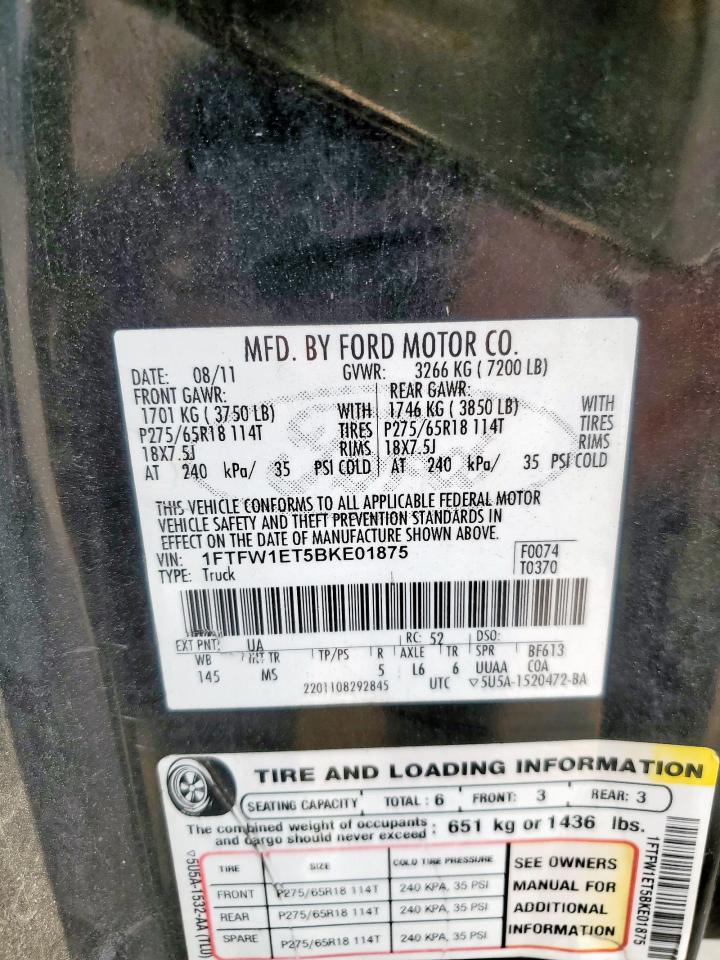 MFD. BY FORD MOTOR CO.
DATE: 08/11 GVWR: 3266 KG ( 7200 LB)
FRONT GAWR: REAR GAWR:
1701 KG ( 3750 LB) WITH 1746 KG ( 3850 LB) WITH
P275/65R18 114T TIRES P275/65R18 114T TIRES
18X7.5J RIMS 18X7.5J RIMS
AT 240 kPa/ 35 PSI COLD AT 240 kPa/ 35 PSI COLD
THIS VEHICLE CONFORMS TO ALL APPLICABLE FEDERAL MOTOR
VEHICLE SAFETY AND THEFT PREVENTION STANDARDS IN
EFFECT ON THE DATE OF MANUFACTURE SHOWN ABOVE.
VIN: 1FTFW1ET5BKE01875 F0074
TYPE: Truck T0370
EXT PNT: UA RC: 52 DSO:
WB INT TR TP/PS R AXLE TR SPR BF613
145 MS 5 L6 6 UUAA COA
2201108292845 UTC ▽5U5A-1520472-BA
TIRE AND LOADING INFORMATION
SEATING CAPACITY TOTAL : 6 FRONT: 3 REAR: 3
The combined weight of occupants
and cargo should never exceed : 651 kg or 1436 lbs.
TIRE SIZE COLD TIRE PRESSURE
FRONT P275/65R18 114T 240 KPA, 35 PSI
REAR P275/65R18 114T 240 KPA, 35 PSI
SPARE P275/65R18 114T 240 KPA, 35 PSI
SEE OWNERS
MANUAL FOR
ADDITIONAL
INFORMATION
▽5U5A-1532-AA (TLU)
1FTFW1ET5BKE01875